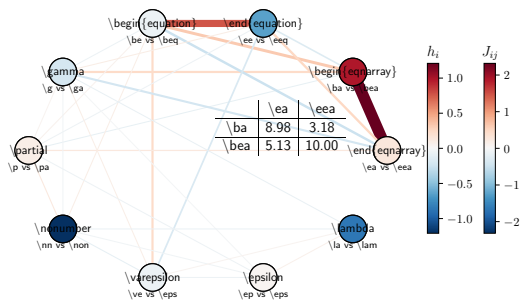 \begin{equation}
\be vs \beq
\end{equation}
\ee vs \eeq
\gamma
\g vs \ga
\begin{eqnarray}
\ba vs \bea
h_i
J_{ij}
\ea \eea
\ba 8.98 3.18
\bea 5.13 10.00
\partial
\p vs \pa
\end{eqnarray}
\ea vs \eea
\nonumber
\nn vs \non
\lambda
\la vs \lam
\varepsilon
\ve vs \eps
\epsilon
\ep vs \eps
1.0
0.5
0.0
−0.5
−1.0
2
1
0
−1
−2